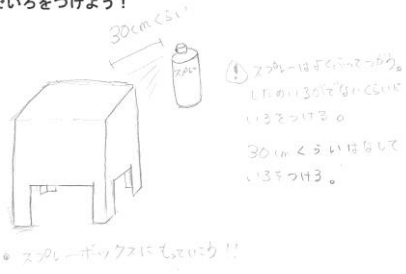 いろをつけよう！
30cmくらい
スプレー
! スプレーはよくふってつかう。
したのいろがでないくらいに
いろをつける。
30cmくらいはなして
いろをつける。
• スプレーボックスにもっていこう!!